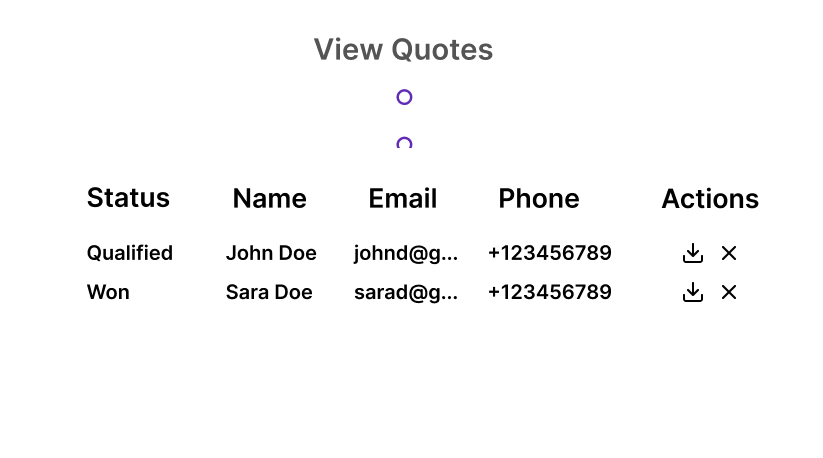 View Quotes
Status Name Email Phone Actions
Qualified John Doe johnd@g... +123456789
Won Sara Doe sarad@g... +123456789